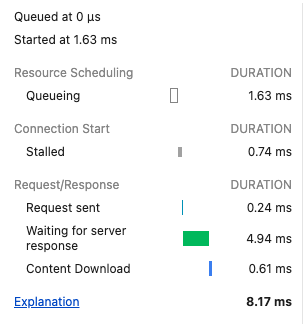 Queued at 0 μs
Started at 1.63 ms
Resource Scheduling DURATION
Queueing 1.63 ms
Connection Start DURATION
Stalled 0.74 ms
Request/Response DURATION
Request sent 0.24 ms
Waiting for server
response 4.94 ms
Content Download 0.61 ms
Explanation 8.17 ms